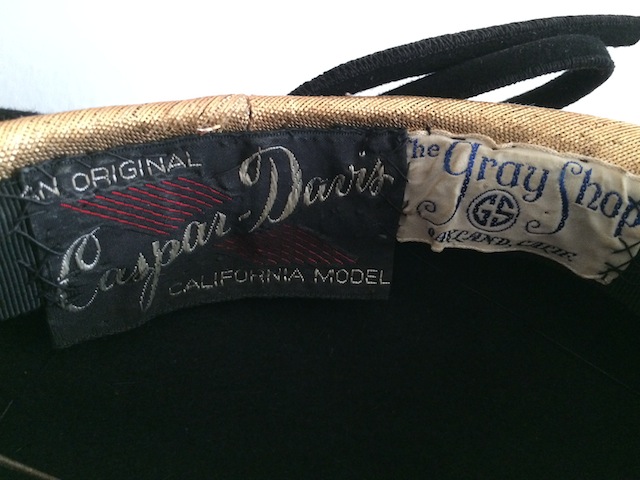 AN ORIGINAL
Caspar-Davis
CALIFORNIA MODEL
The Gray Shop
GS
OAKLAND, CALIF.